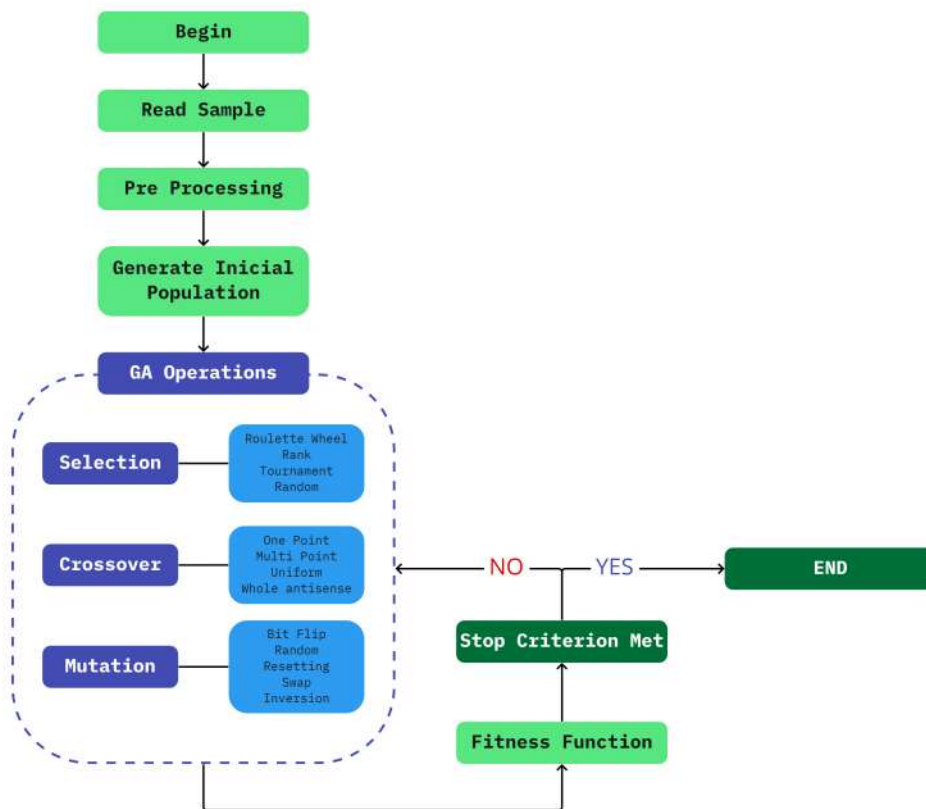 Begin
Read Sample
Pre Processing
Generate Inicial
Population
GA Operations
Selection
Roulette Wheel
Rank
Tournament
Random
Crossover
One Point
Multi Point
Uniform
Whole antisense
Mutation
Bit Flip
Random
Resetting
Swap
Inversion
NO
YES
END
Stop Criterion Met
Fitness Function